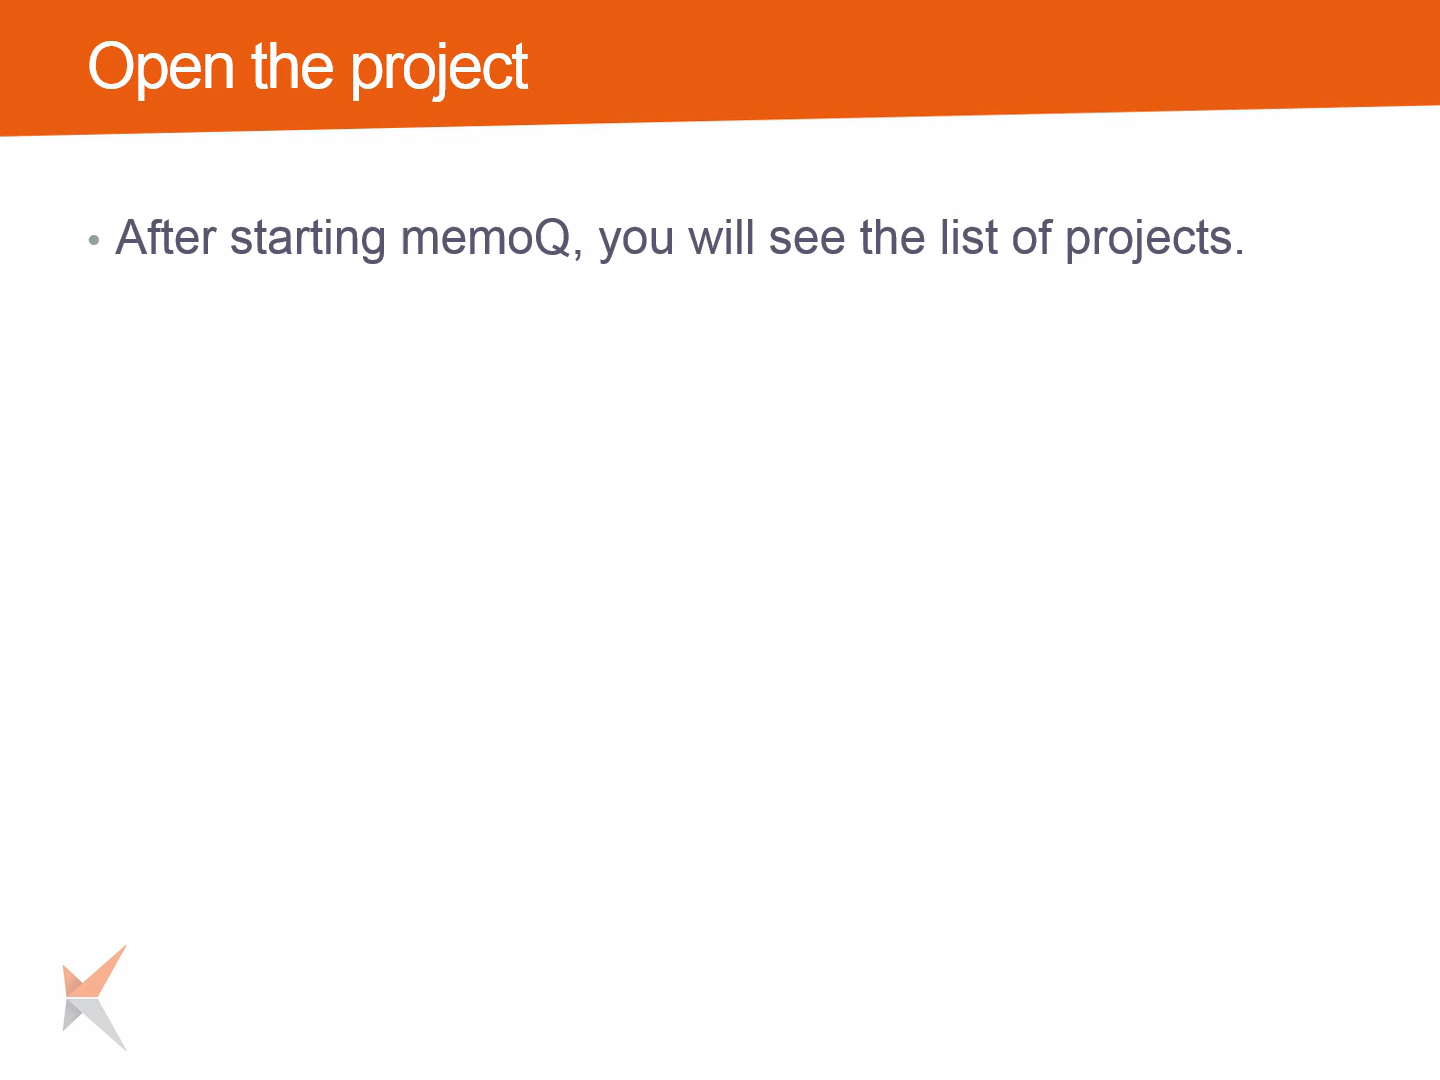 Open the project
• After starting memoQ, you will see the list of projects.